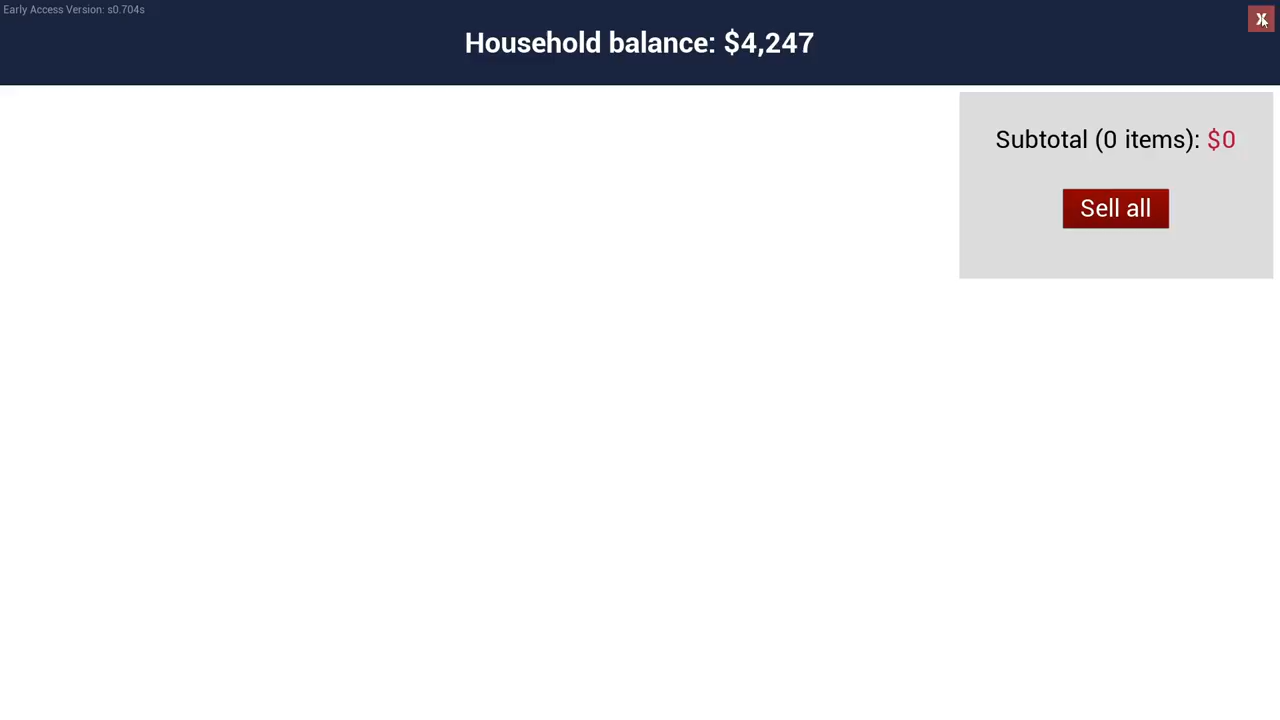 Early Access Version: s0.704s
X
Household balance: $4,247
Subtotal (0 items): $0
Sell all